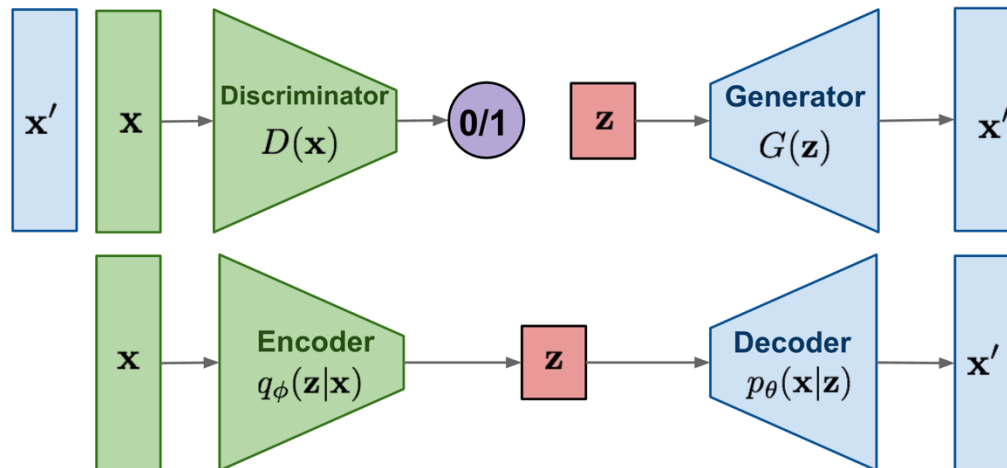 x′
x
Discriminator
D(x)
0/1
z
Generator
G(z)
x′
x
Encoder
qϕ(z|x)
z
Decoder
pθ(x|z)
x′